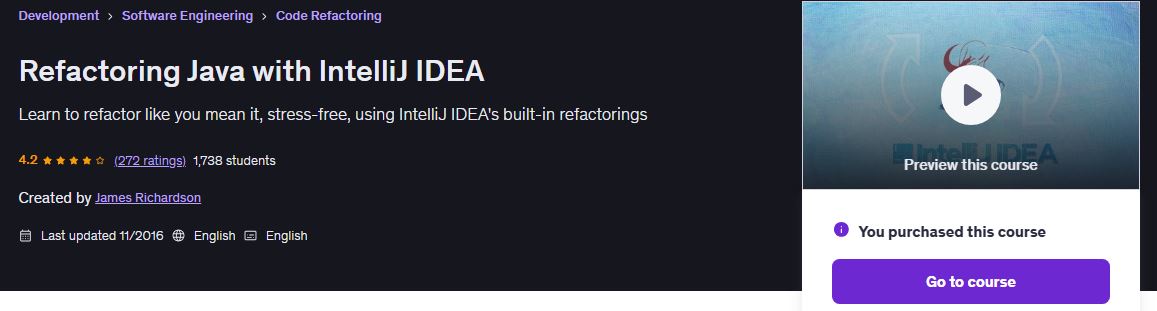 Development › Software Engineering › Code Refactoring
Refactoring Java with IntelliJ IDEA
Learn to refactor like you mean it, stress-free, using IntelliJ IDEA's built-in refactorings
4.2 (272 ratings) 1,738 students
Created by James Richardson
Last updated 11/2016 English English
IntelliJ IDEA
Preview this course
You purchased this course
Go to course